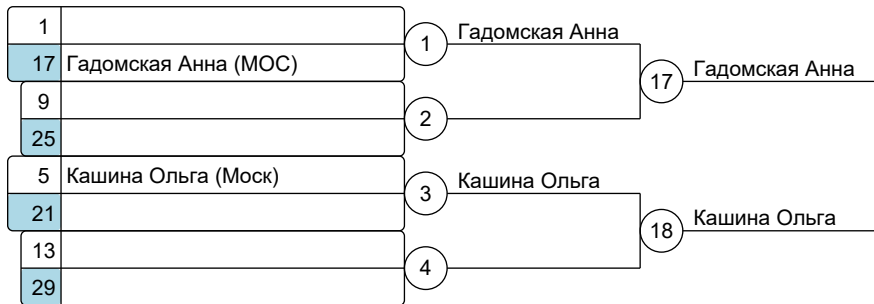 1
1 Гадомская Анна
17 Гадомская Анна (МОС)
17 Гадомская Анна
9
2
25
5 Кашина Ольга (Моск)
3 Кашина Ольга
21
18 Кашина Ольга
13
4
29